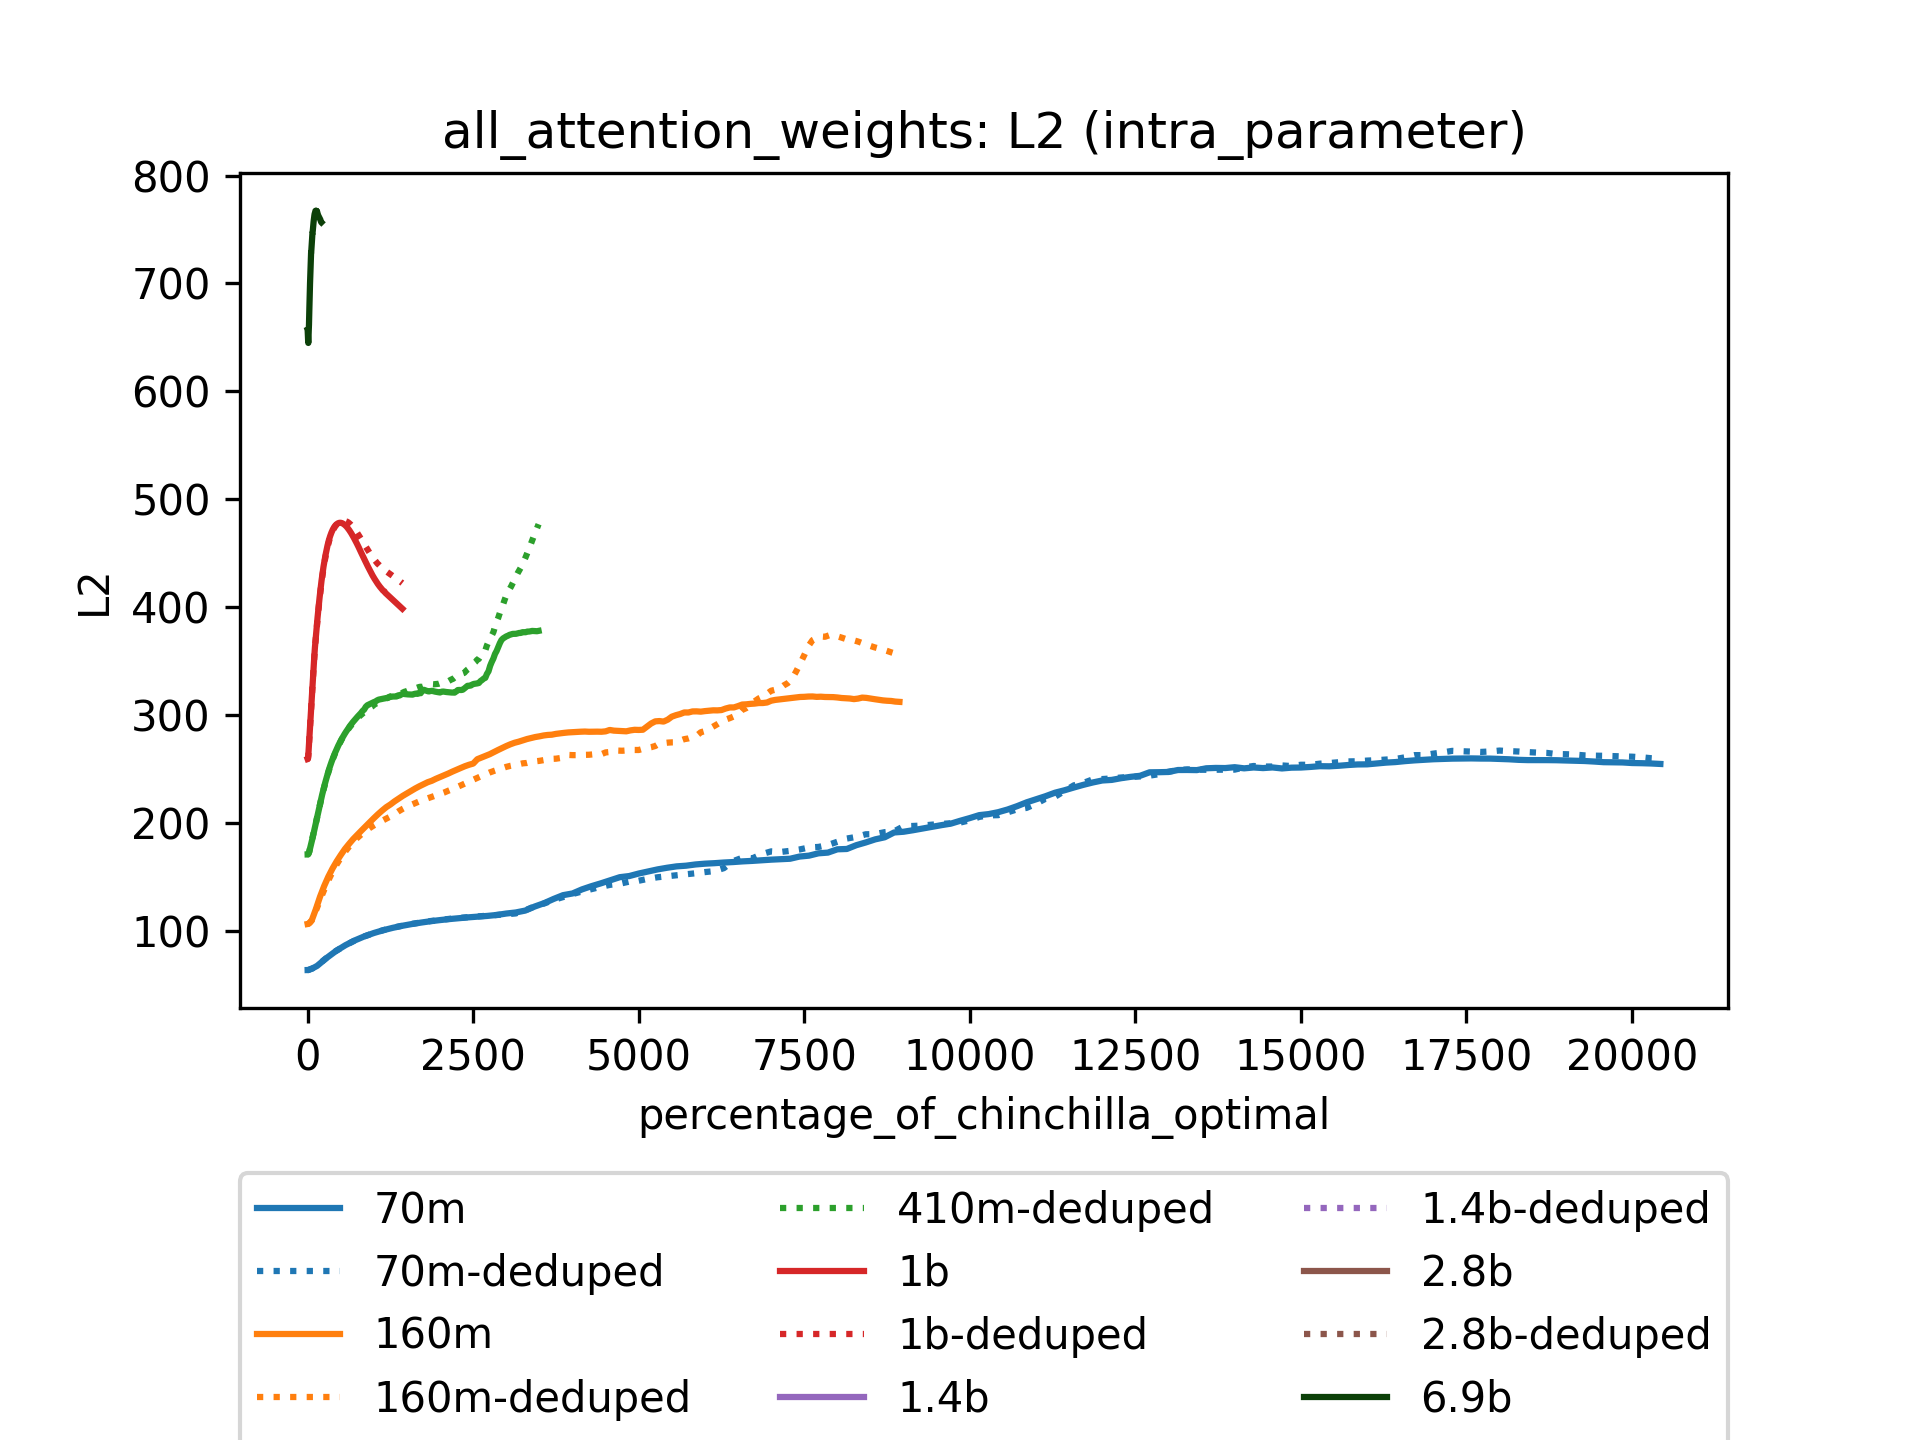 all_attention_weights: L2 (intra_parameter)
800
700
600
500
400
300
200
100
L2
0 2500 5000 7500 10000 12500 15000 17500 20000
percentage_of_chinchilla_optimal
70m 410m-deduped 1.4b-deduped
70m-deduped 1b 2.8b
160m 1b-deduped 2.8b-deduped
160m-deduped 1.4b 6.9b